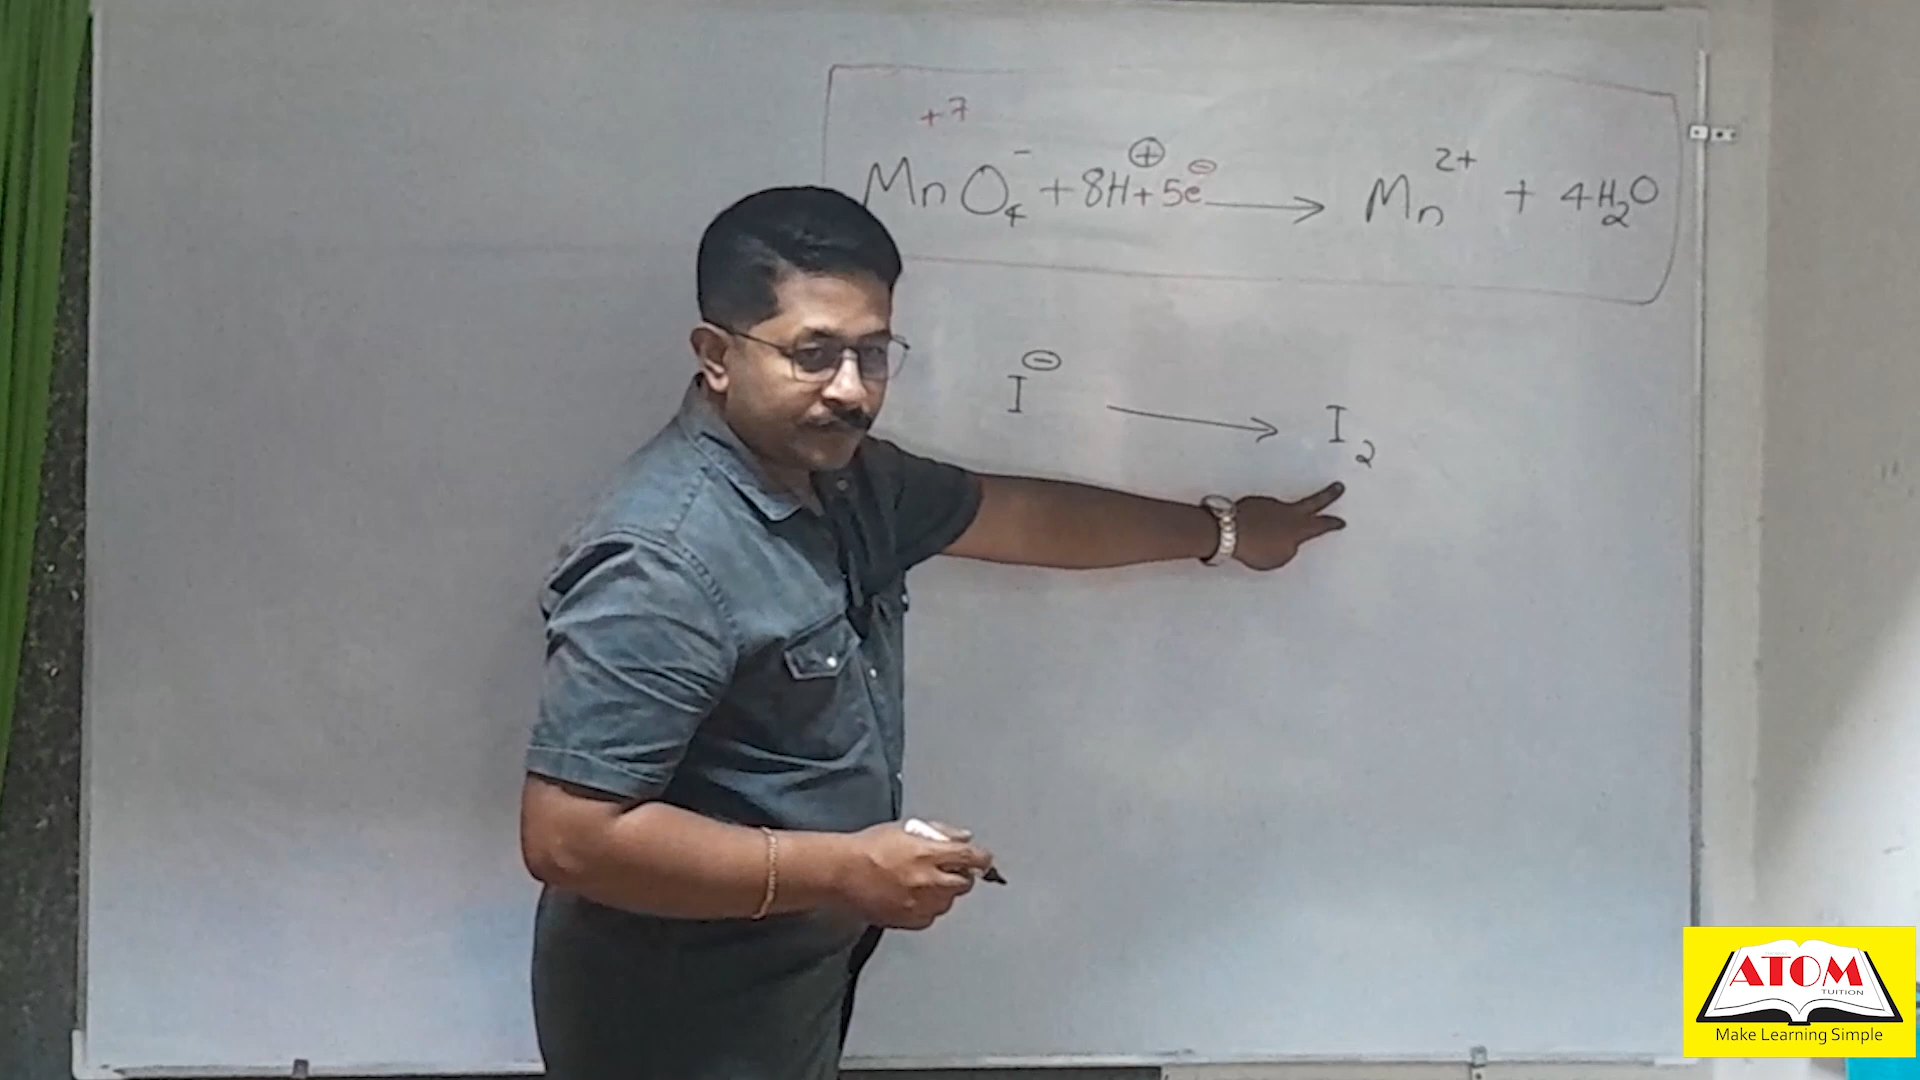 +7
MnO₄⁻ + 8H⊕ + 5e⊖ ⟶ Mn²⁺ + 4H₂O
I⊖ ⟶ I₂
ATOM
TUITION
Make Learning Simple